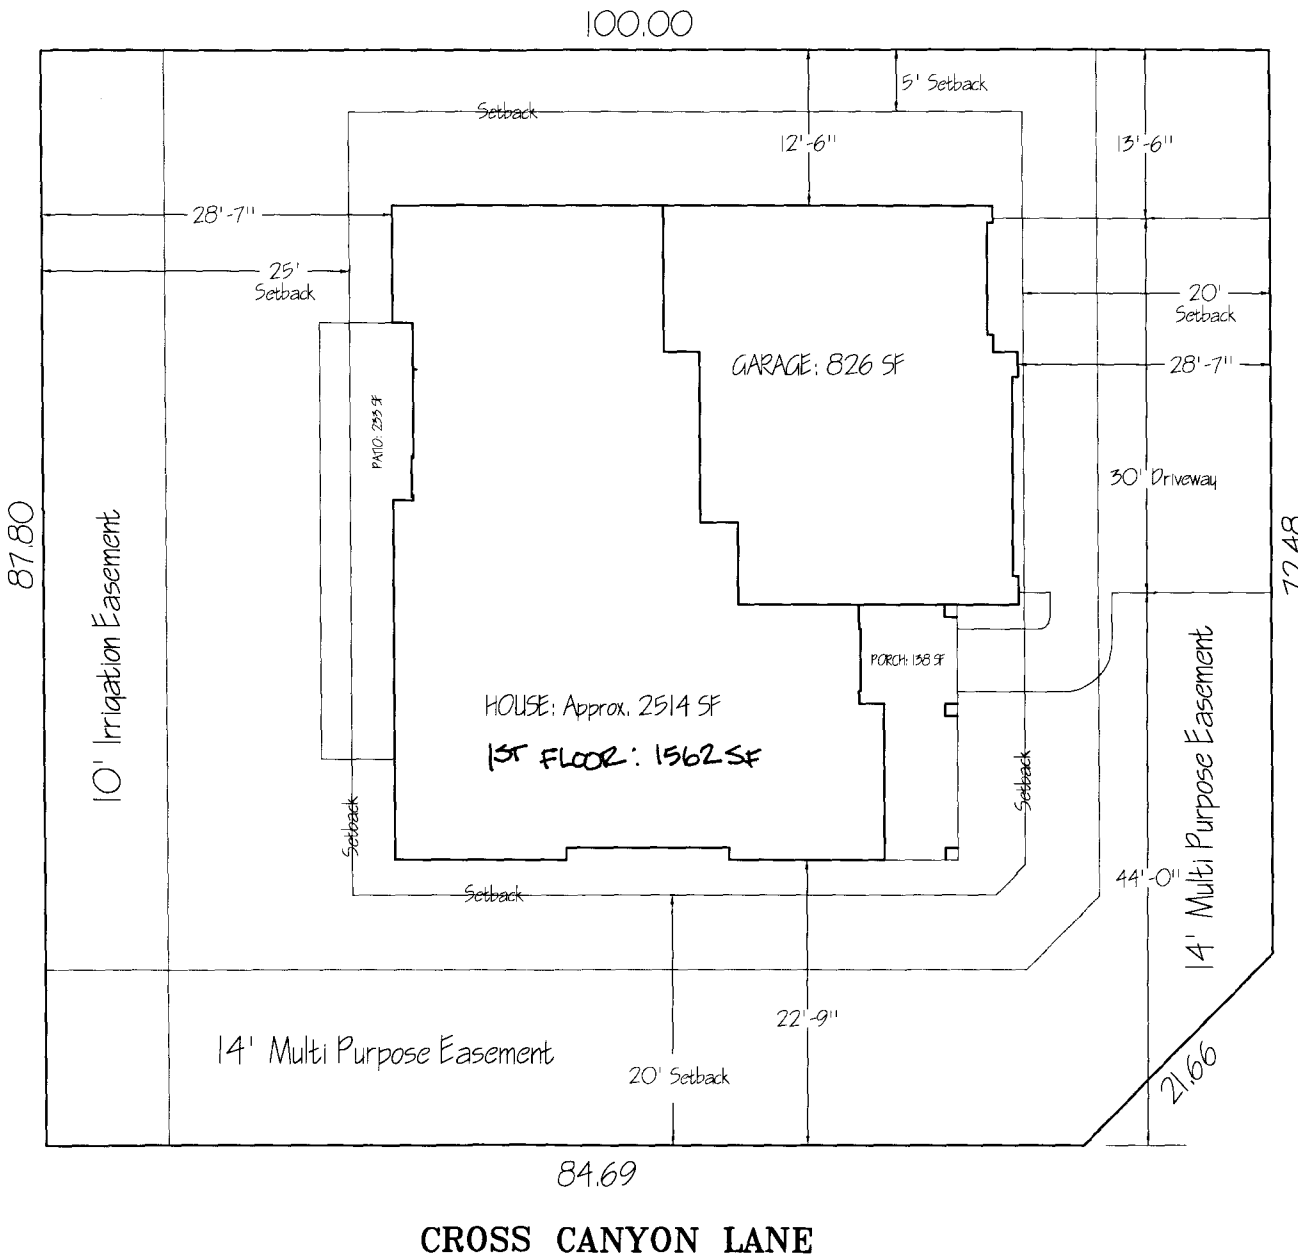 100.00
5' Setback
Setback
12'-6"
13'-6"
28'-7"
25'
Setback
20'
Setback
GARAGE: 826 SF
28'-7"
PATIO: 233 SF
30' Driveway
87.80
72.48
10' Irrigation Easement
PORCH: 138 SF
HOUSE: Approx. 2514 SF
1ST FLOOR: 1562 SF
14' Multi Purpose Easement
Setback
Setback
44'-0"
Setback
22'-9"
14' Multi Purpose Easement
20' Setback
21.66
84.69
CROSS CANYON LANE